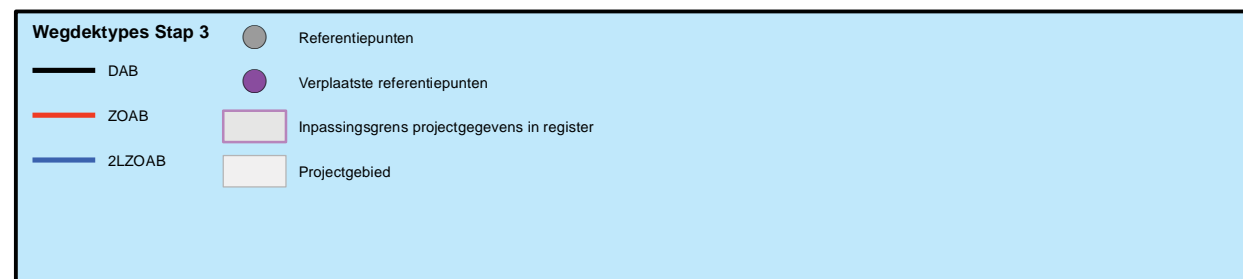 Wegdektypes Stap 3
DAB
ZOAB
2LZOAB
Referentiepunten
Verplaatste referentiepunten
Inpassingsgrens projectgegevens in register
Projectgebied